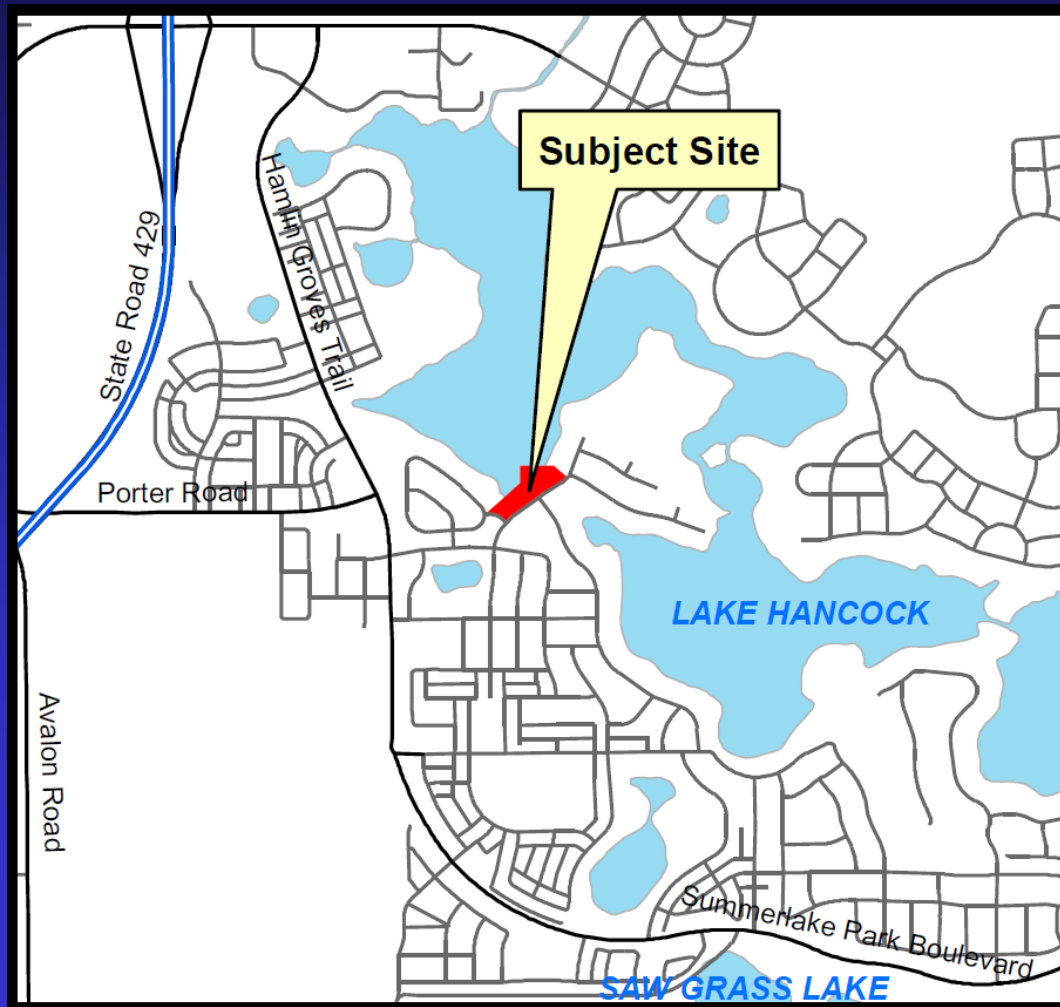 Subject Site
Hamlin Groves Trail
State Road 429
Porter Road
LAKE HANCOCK
Avalon Road
Summerlake Park Boulevard
SAW GRASS LAKE